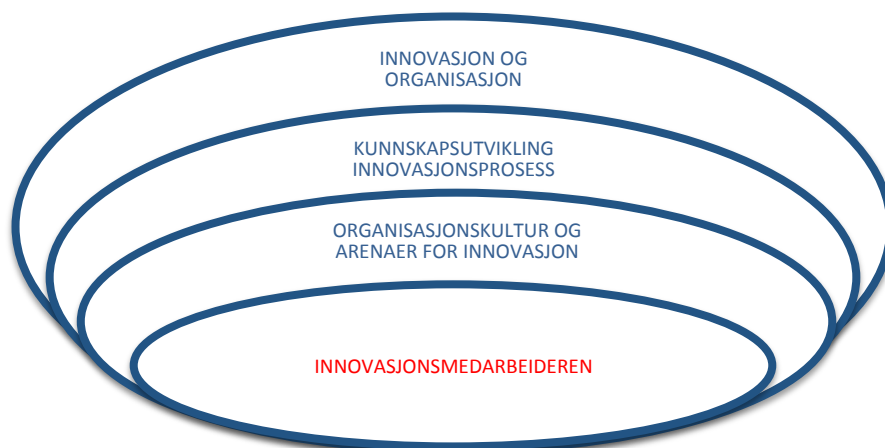 INNOVASJON OG
ORGANISASJON
KUNNSKAPSUTVIKLING
INNOVASJONSPROSESS
ORGANISASJONSKULTUR OG
ARENAER FOR INNOVASJON
INNOVASJONSMEDARBEIDEREN